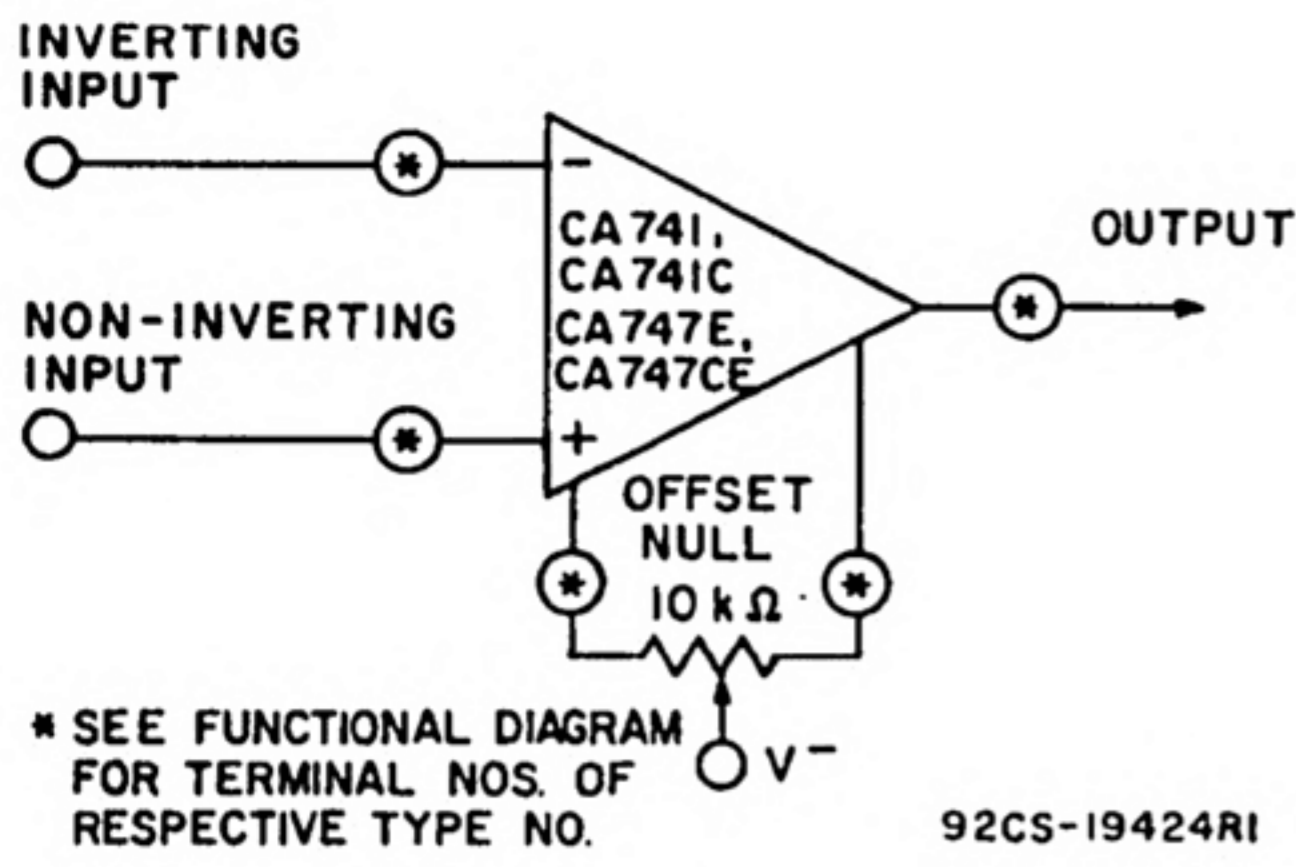 INVERTING
INPUT
*
−
CA741,
CA741C
CA747E,
CA747CE
OUTPUT
*
NON-INVERTING
INPUT
*
+
OFFSET
NULL
*
10 kΩ
*
V−
* SEE FUNCTIONAL DIAGRAM
FOR TERMINAL NOS. OF
RESPECTIVE TYPE NO.
92CS-19424R1